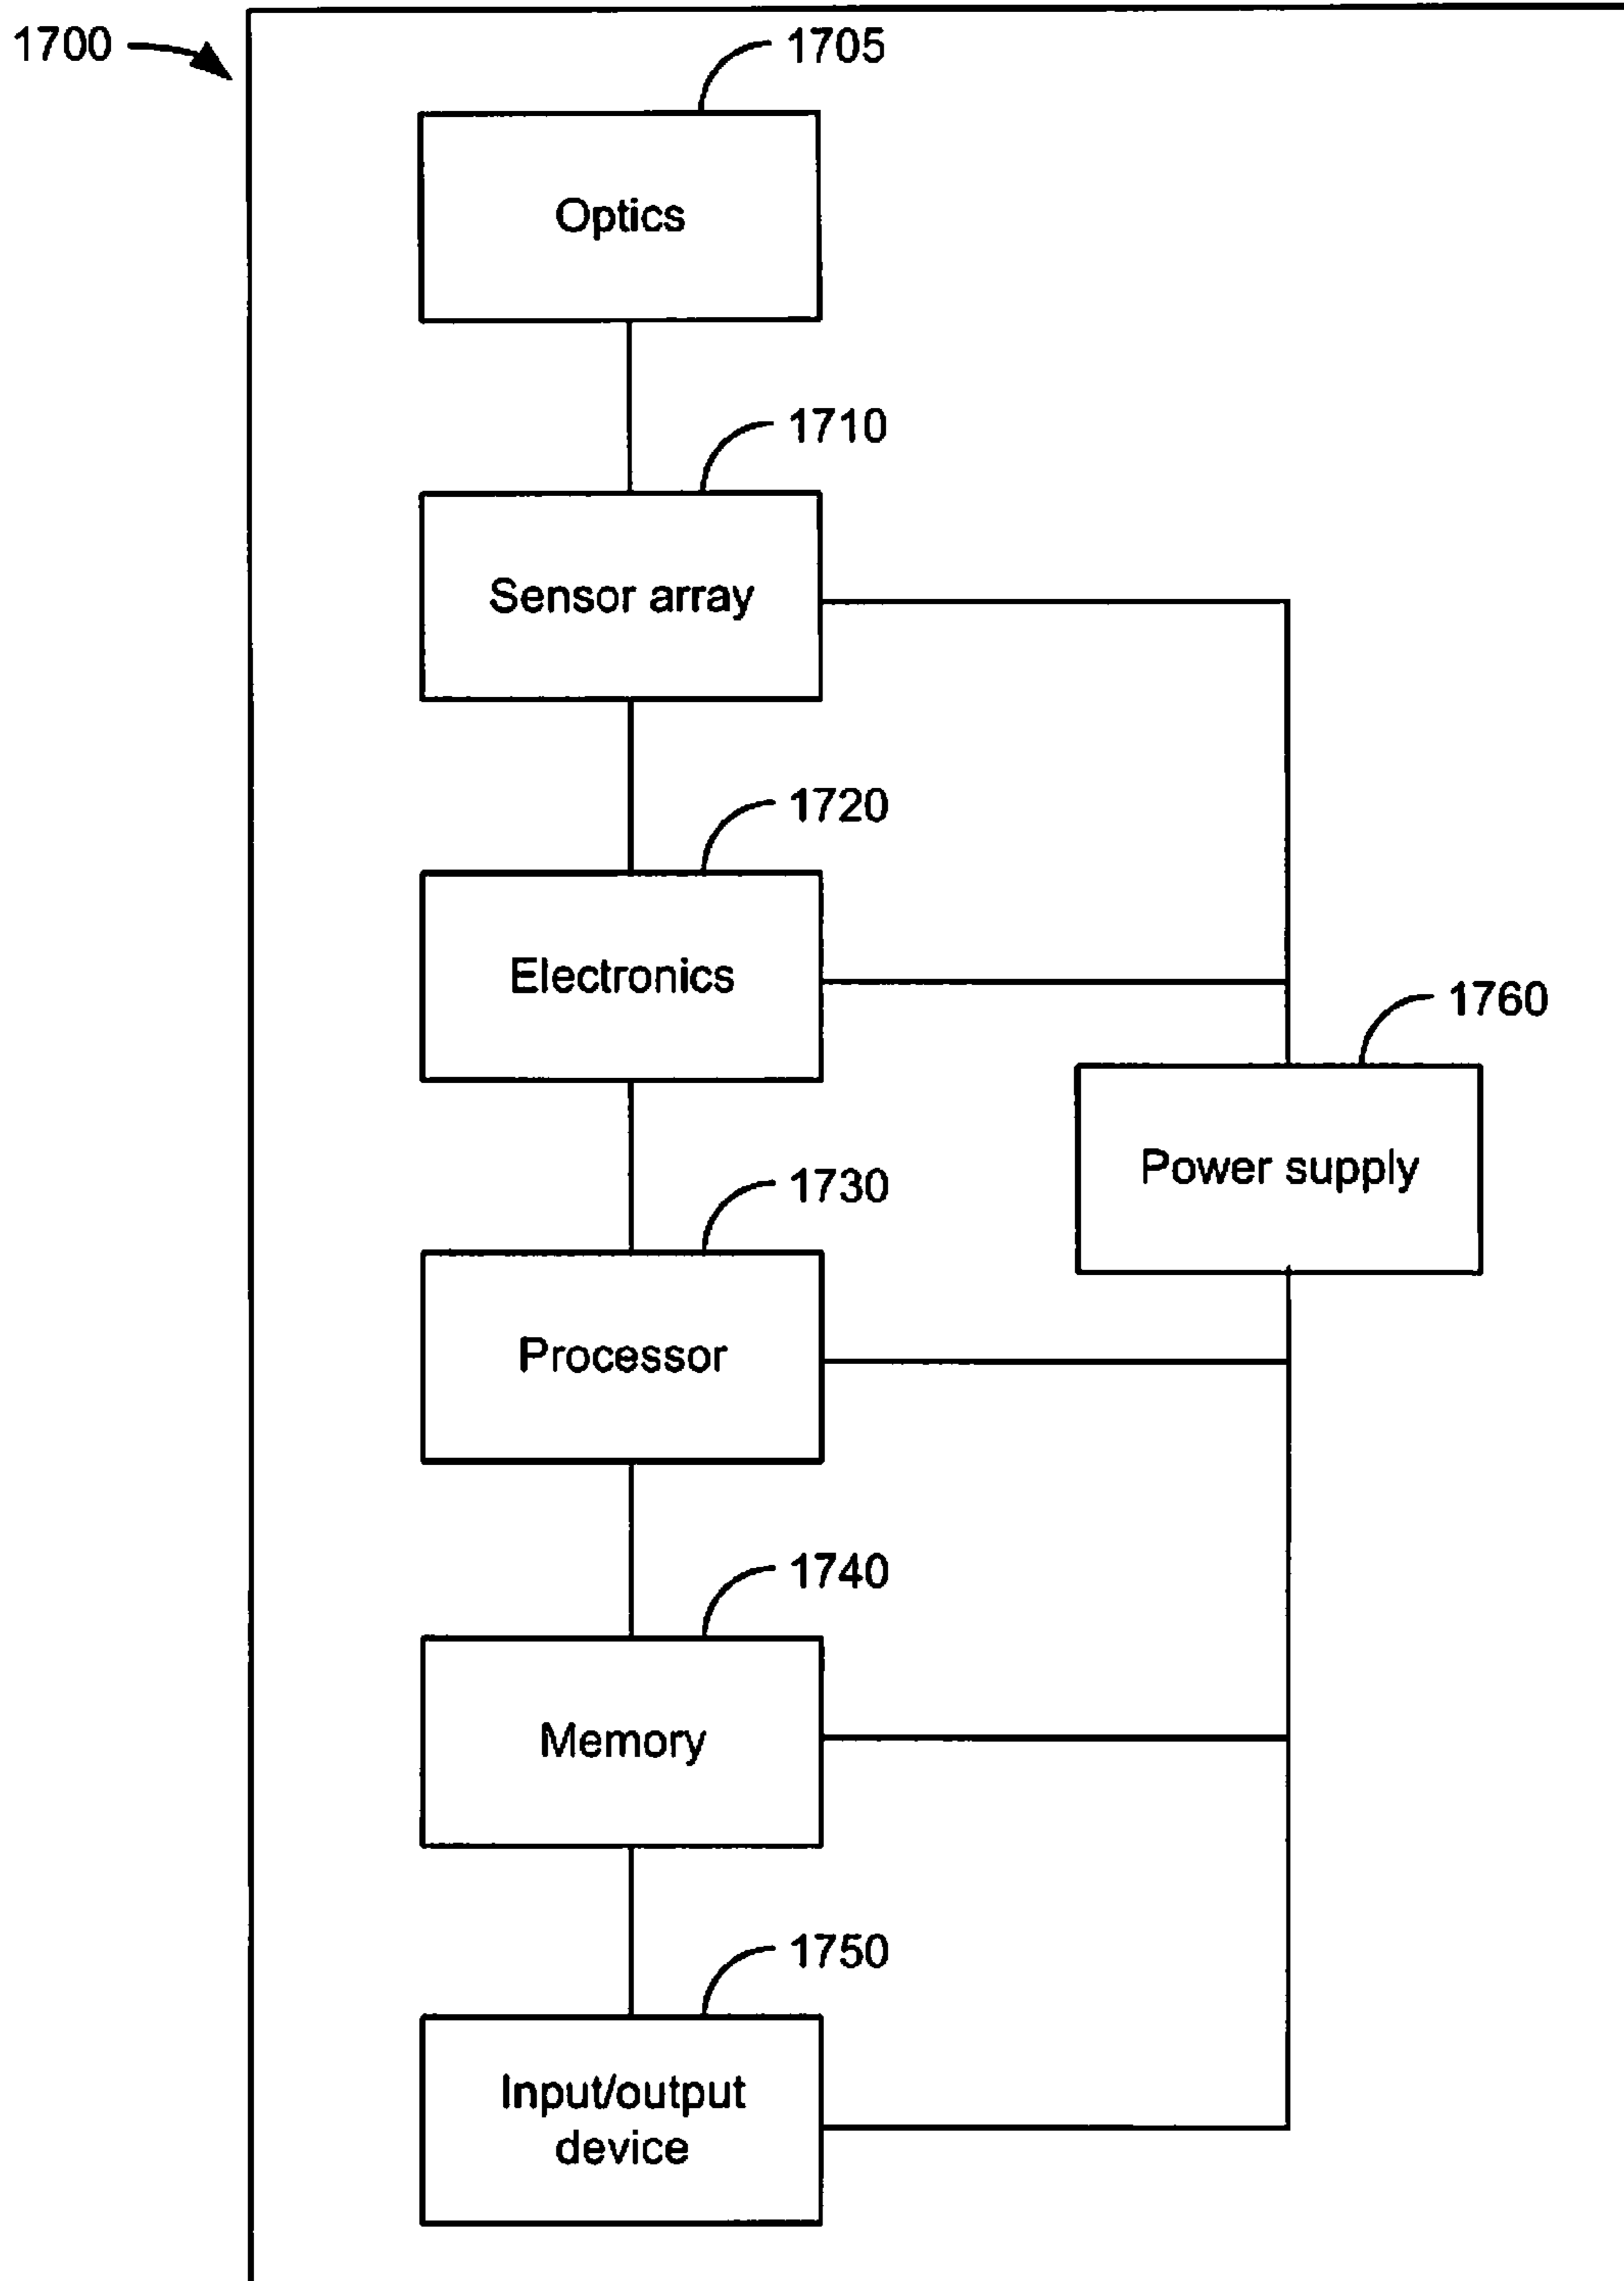 1700
1705
Optics
1710
Sensor array
1720
Electronics
1760
Power supply
1730
Processor
1740
Memory
1750
Input/output
device